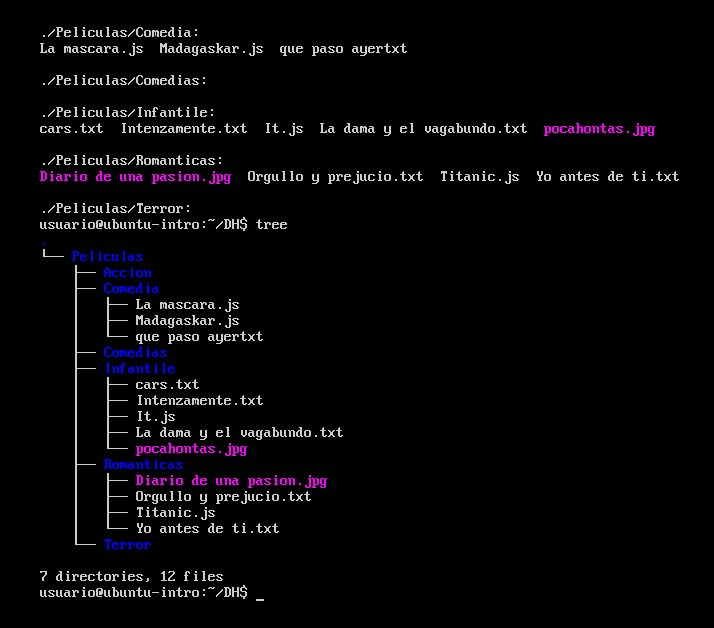 ./Peliculas/Comedia:
La mascara.js  Madagaskar.js  que paso ayertxt
./Peliculas/Comedias:
./Peliculas/Infantile:
cars.txt  Intenzamente.txt  It.js  La dama y el vagabundo.txt  pocahontas.jpg
./Peliculas/Romanticas:
Diario de una pasion.jpg  Orgullo y prejucio.txt  Titanic.js  Yo antes de ti.txt
./Peliculas/Terror:
usuario@ubuntu-intro:~/DH$ tree
.
└── Peliculas
    ├── Accion
    ├── Comedia
    │   ├── La mascara.js
    │   ├── Madagaskar.js
    │   └── que paso ayertxt
    ├── Comedias
    ├── Infantile
    │   ├── cars.txt
    │   ├── Intenzamente.txt
    │   ├── It.js
    │   ├── La dama y el vagabundo.txt
    │   └── pocahontas.jpg
    ├── Romanticas
    │   ├── Diario de una pasion.jpg
    │   ├── Orgullo y prejucio.txt
    │   ├── Titanic.js
    │   └── Yo antes de ti.txt
    └── Terror
7 directories, 12 files
usuario@ubuntu-intro:~/DH$ _